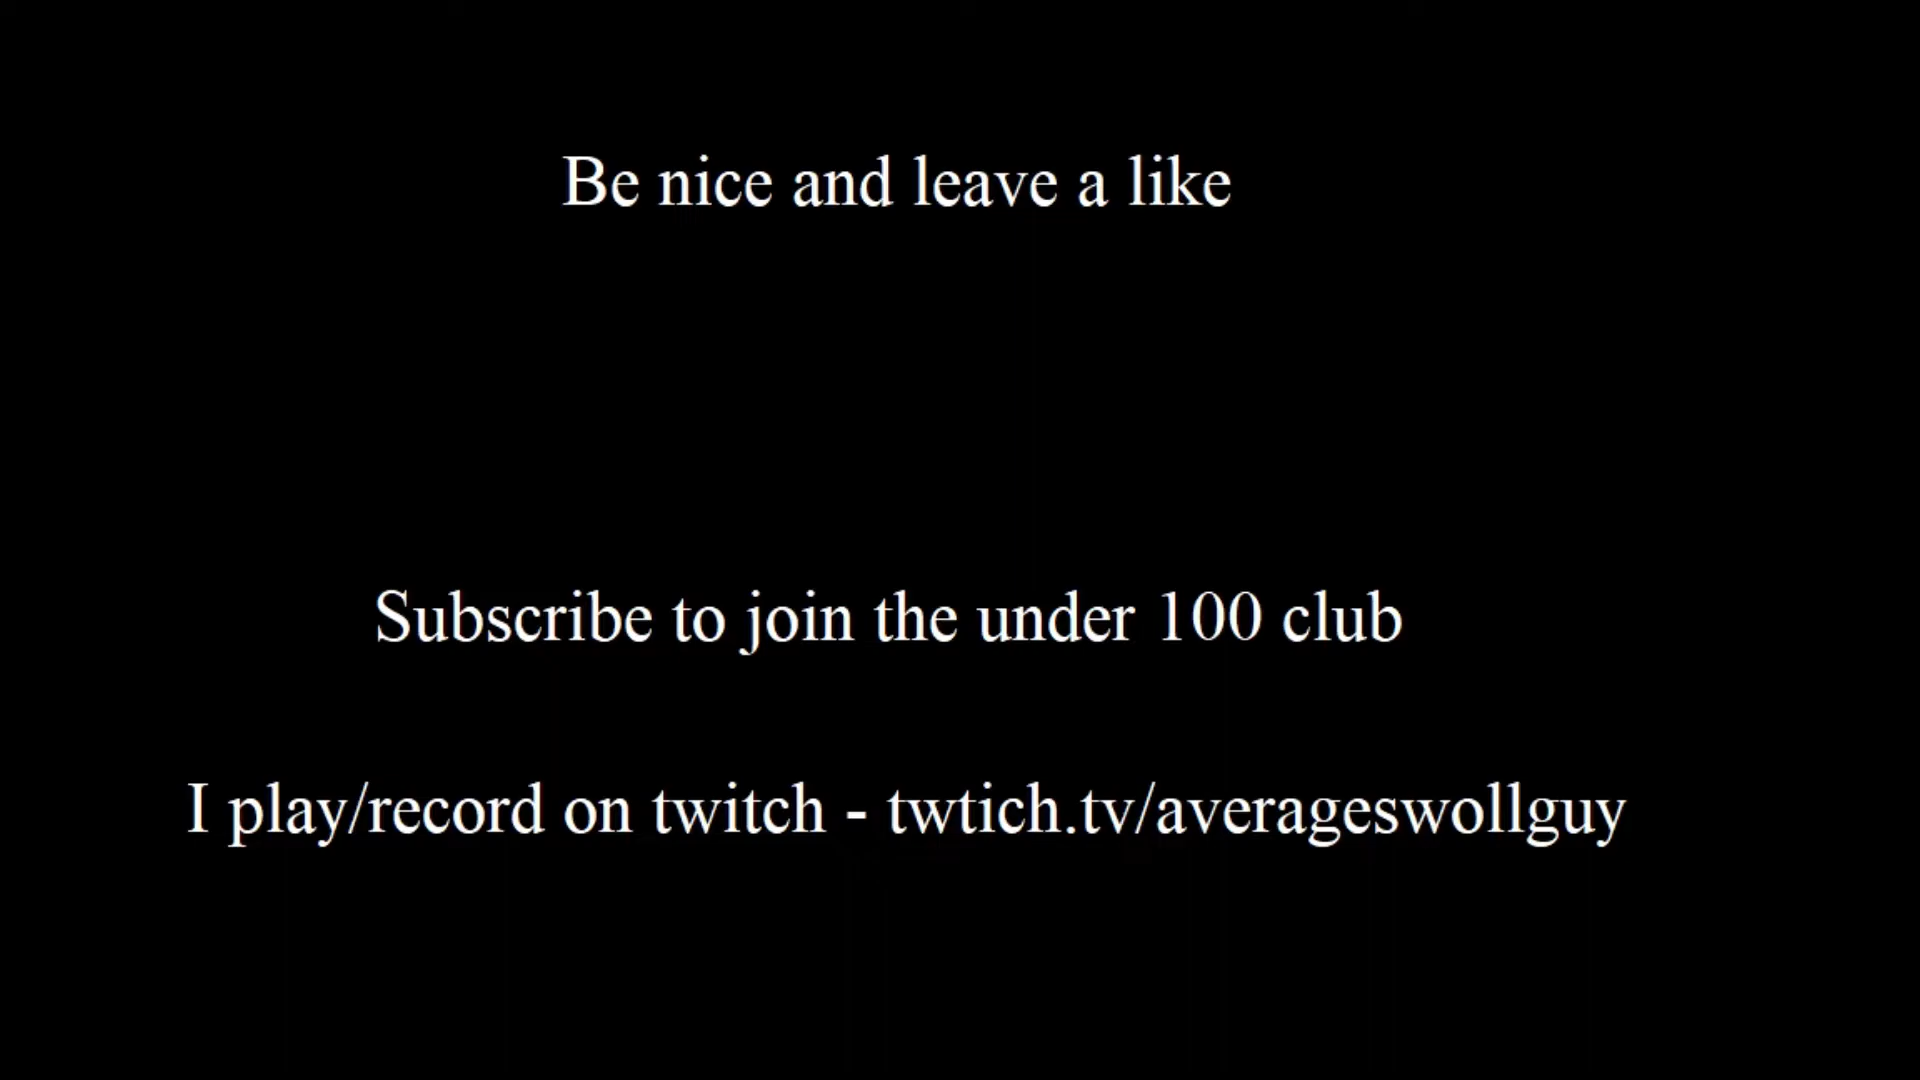 Be nice and leave a like
Subscribe to join the under 100 club
I play/record on twitch - twtich.tv/averageswollguy